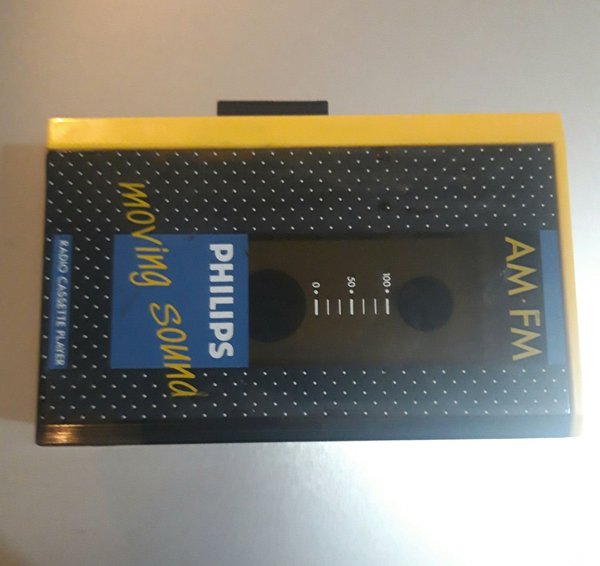 AM·FM
100
50
0
PHILIPS
moving sound
RADIO CASSETTE PLAYER